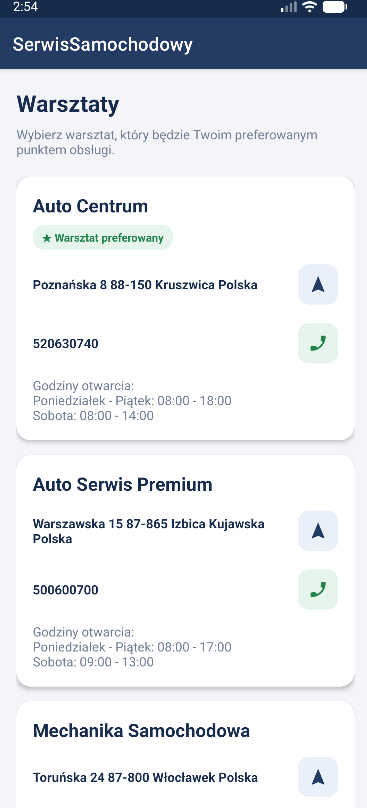 2:54
SerwisSamochodowy
Warsztaty
Wybierz warsztat, który będzie Twoim preferowanym
punktem obsługi.
Auto Centrum
★ Warsztat preferowany
Poznańska 8 88-150 Kruszwica Polska
520630740
Godziny otwarcia:
Poniedziałek - Piątek: 08:00 - 18:00
Sobota: 08:00 - 14:00
Auto Serwis Premium
Warszawska 15 87-865 Izbica Kujawska
Polska
500600700
Godziny otwarcia:
Poniedziałek - Piątek: 08:00 - 17:00
Sobota: 09:00 - 13:00
Mechanika Samochodowa
Toruńska 24 87-800 Włocławek Polska